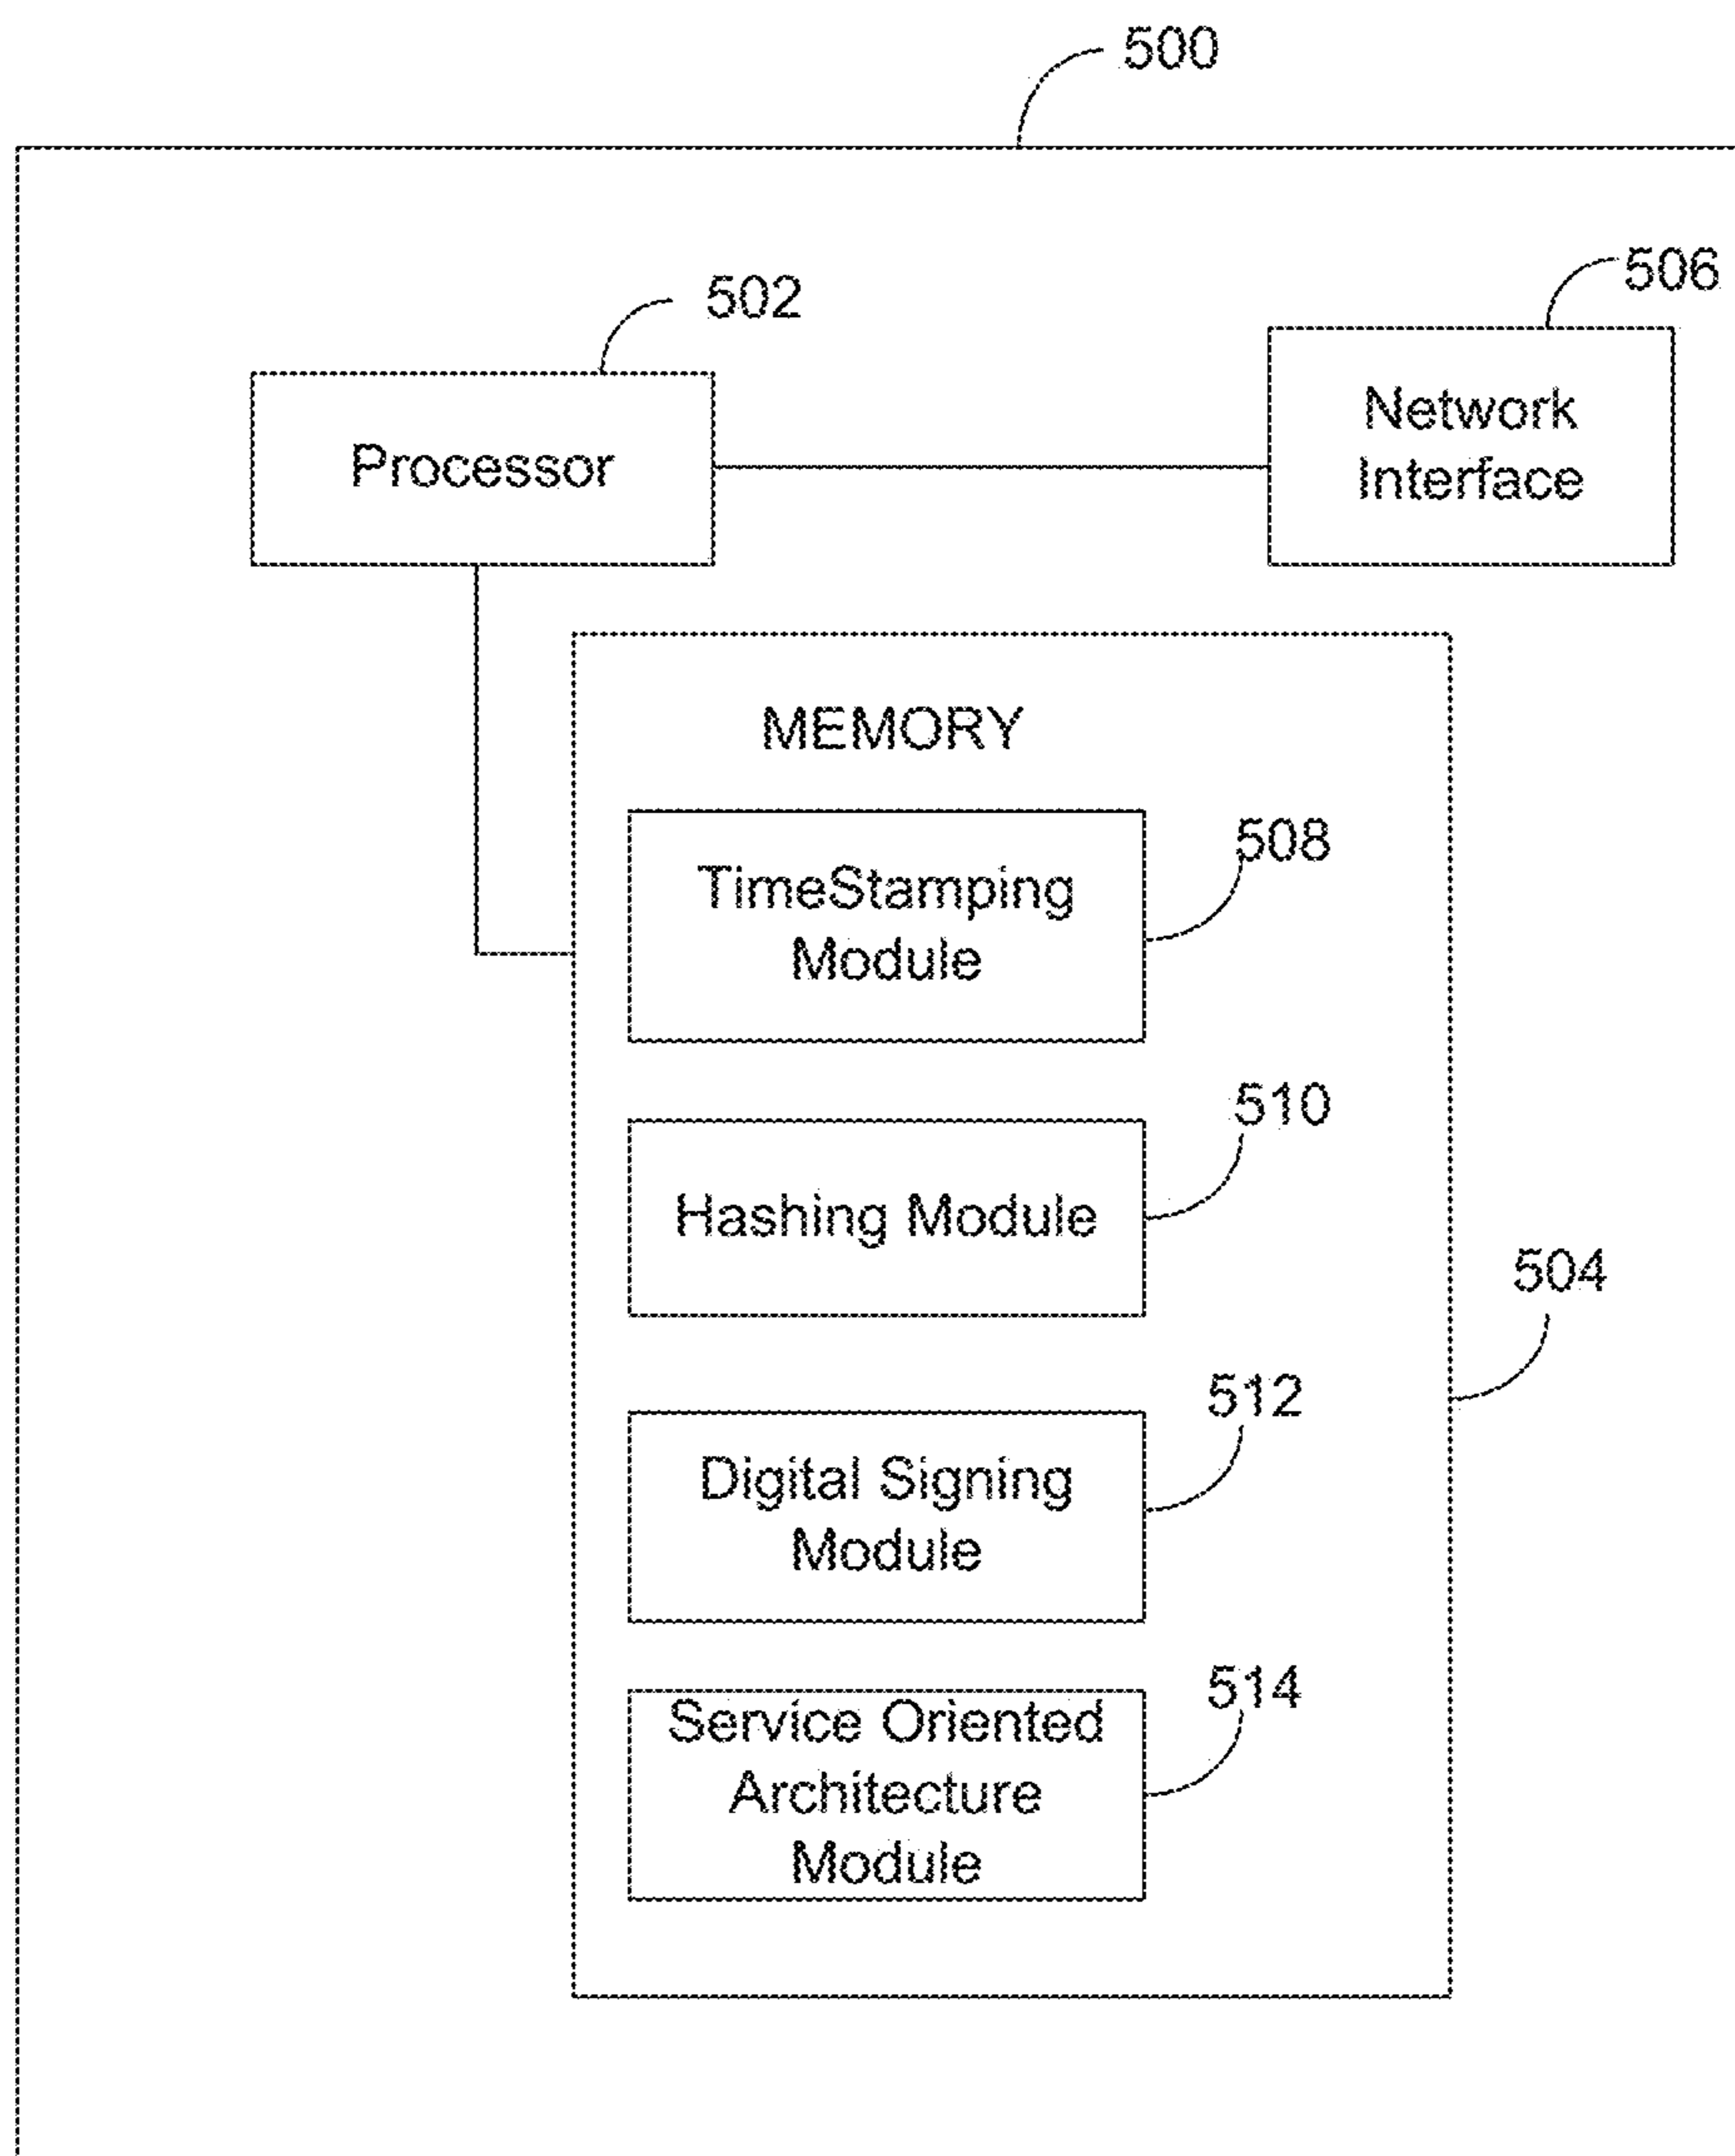 500
502
506
Processor
Network
Interface
MEMORY
TimeStamping
Module
508
Hashing Module
510
504
Digital Signing
Module
512
Service Oriented
Architecture
Module
514